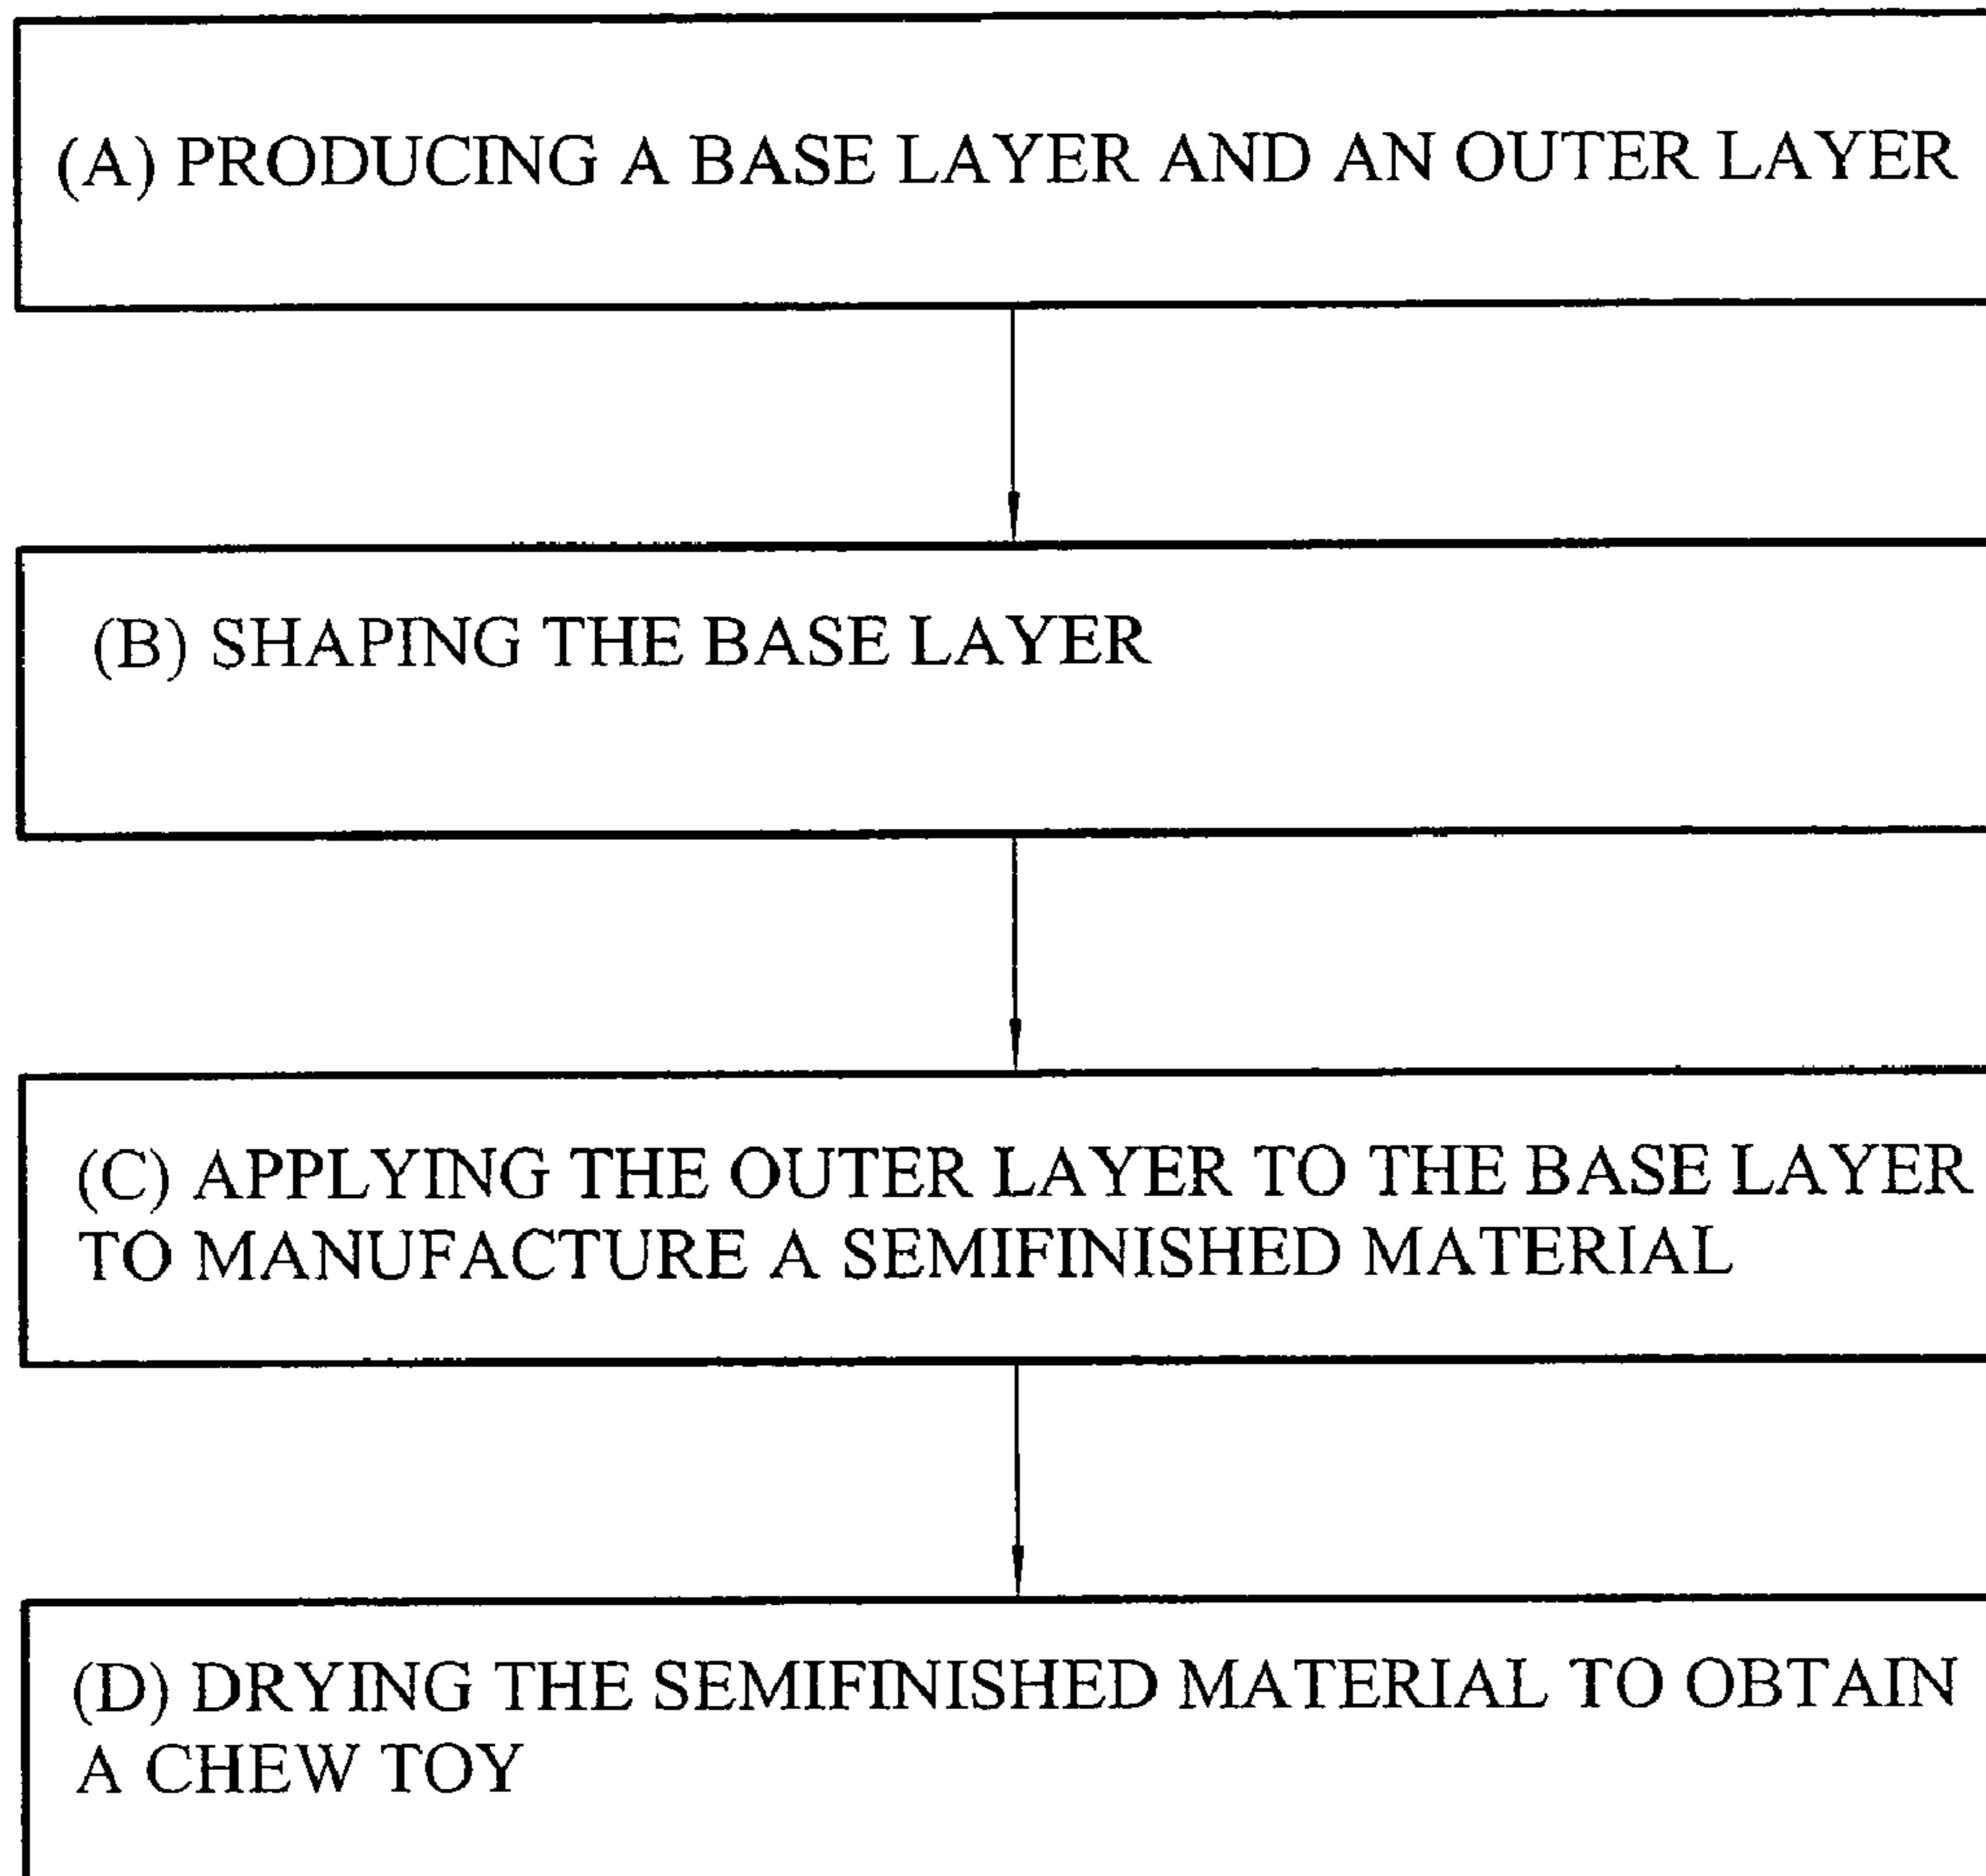 (A) PRODUCING A BASE LAYER AND AN OUTER LAYER
(B) SHAPING THE BASE LAYER
(C) APPLYING THE OUTER LAYER TO THE BASE LAYER
TO MANUFACTURE A SEMIFINISHED MATERIAL
(D) DRYING THE SEMIFINISHED MATERIAL TO OBTAIN
A CHEW TOY